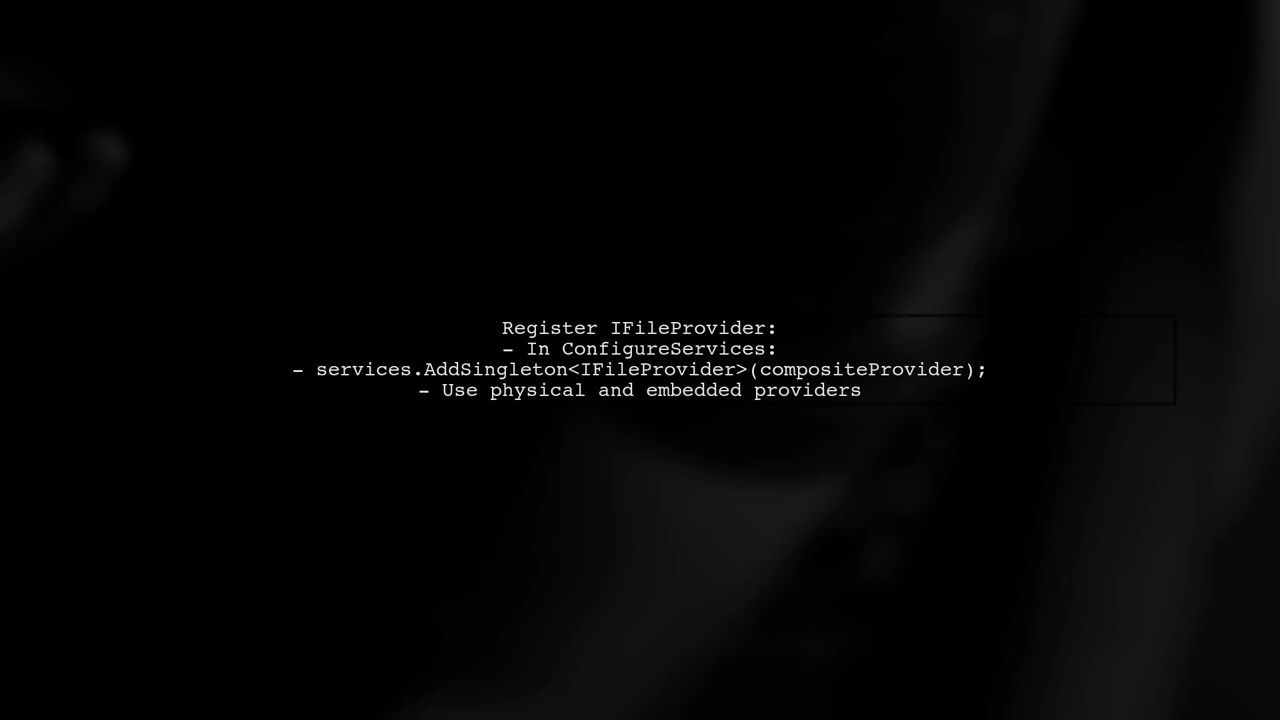 Register IFileProvider:
- In ConfigureServices:
- services.AddSingleton<IFileProvider>(compositeProvider);
- Use physical and embedded providers